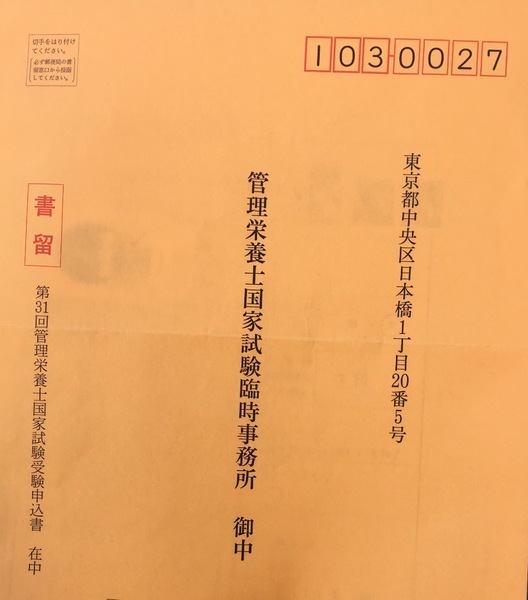 1030027
東京都中央区日本橋1丁目20番5号
管理栄養士国家試験臨時事務所 御中
切手をはり付け
てください。
(必ず郵便局の書
留窓口から投函
してください。)
書留
第31回管理栄養士国家試験受験申込書 在中